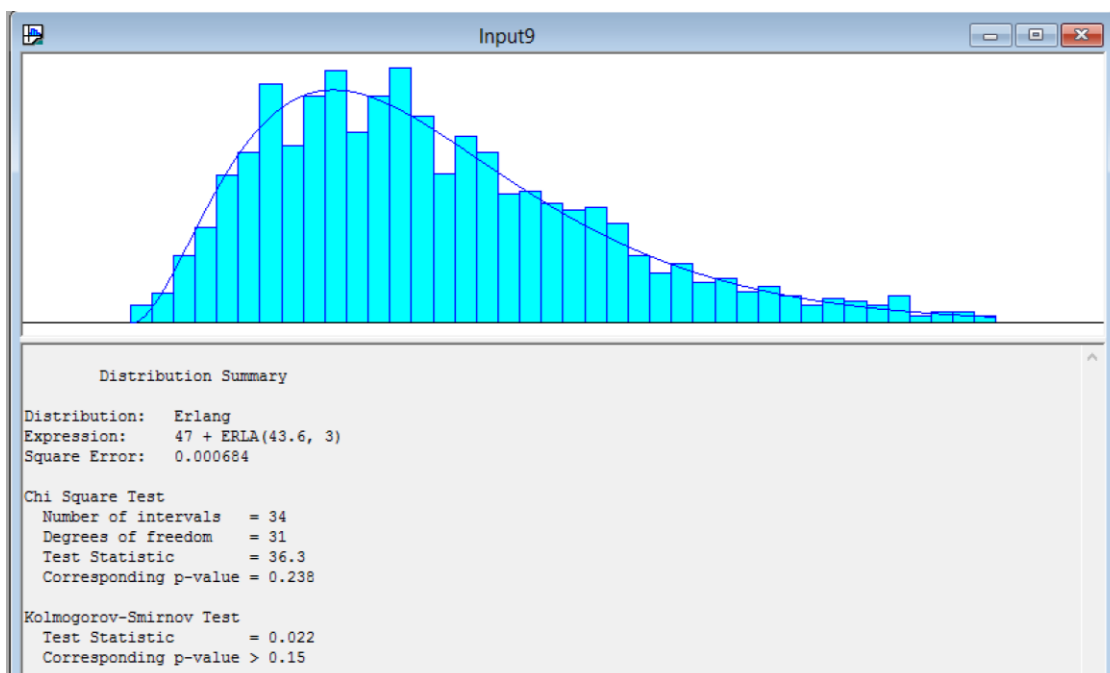 Input9
Distribution Summary
Distribution: Erlang
Expression: 47 + ERLA(43.6, 3)
Square Error: 0.000684
Chi Square Test
Number of intervals = 34
Degrees of freedom = 31
Test Statistic = 36.3
Corresponding p-value = 0.238
Kolmogorov-Smirnov Test
Test Statistic = 0.022
Corresponding p-value > 0.15